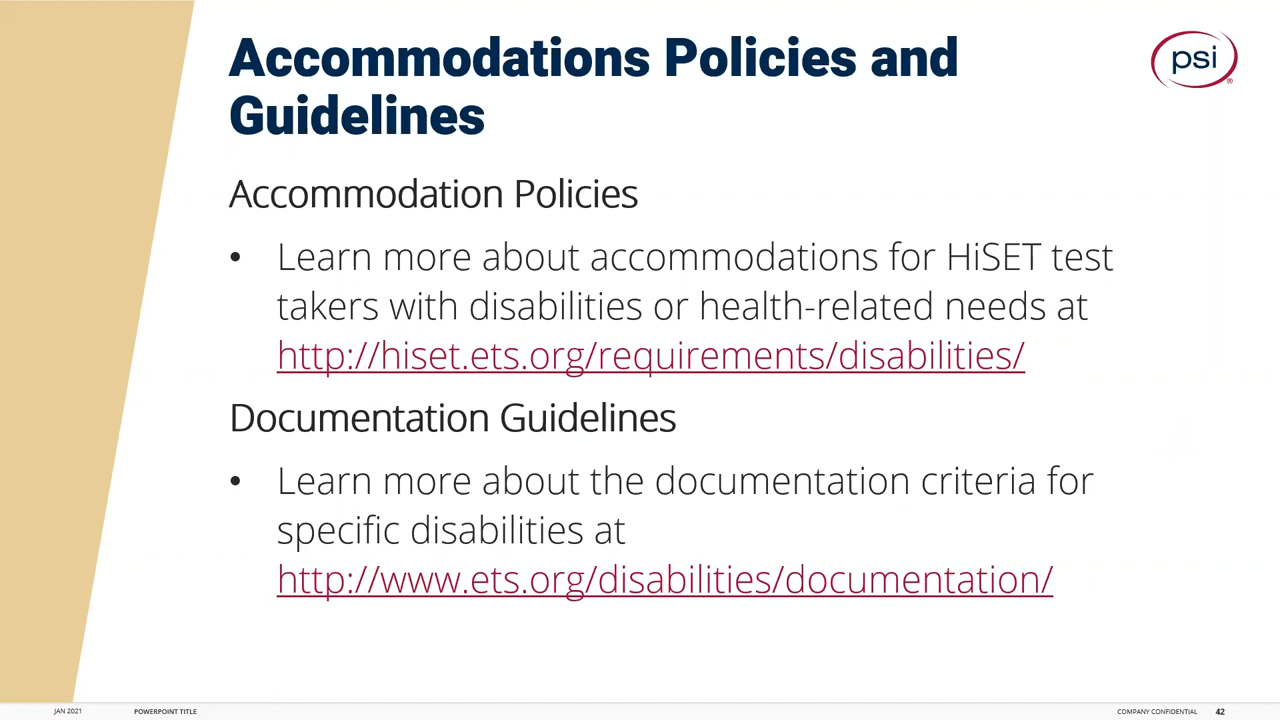 Accommodations Policies and
Guidelines
psi
®
Accommodation Policies
• Learn more about accommodations for HiSET test
takers with disabilities or health-related needs at
http://hiset.ets.org/requirements/disabilities/
Documentation Guidelines
• Learn more about the documentation criteria for
specific disabilities at
http://www.ets.org/disabilities/documentation/
JAN 2021 POWERPOINT TITLE COMPANY CONFIDENTIAL 42